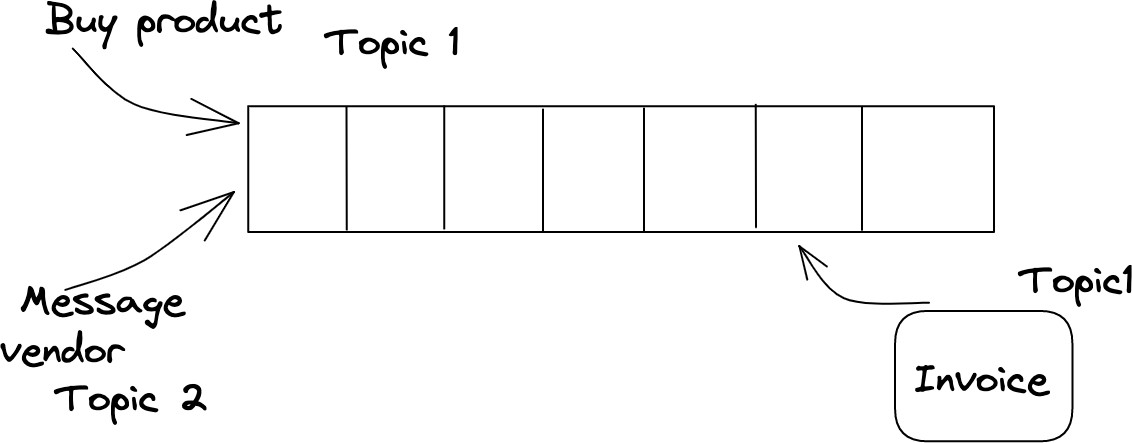 Buy product
Topic 1
Message
vendor
Topic 2
Topic1
Invoice